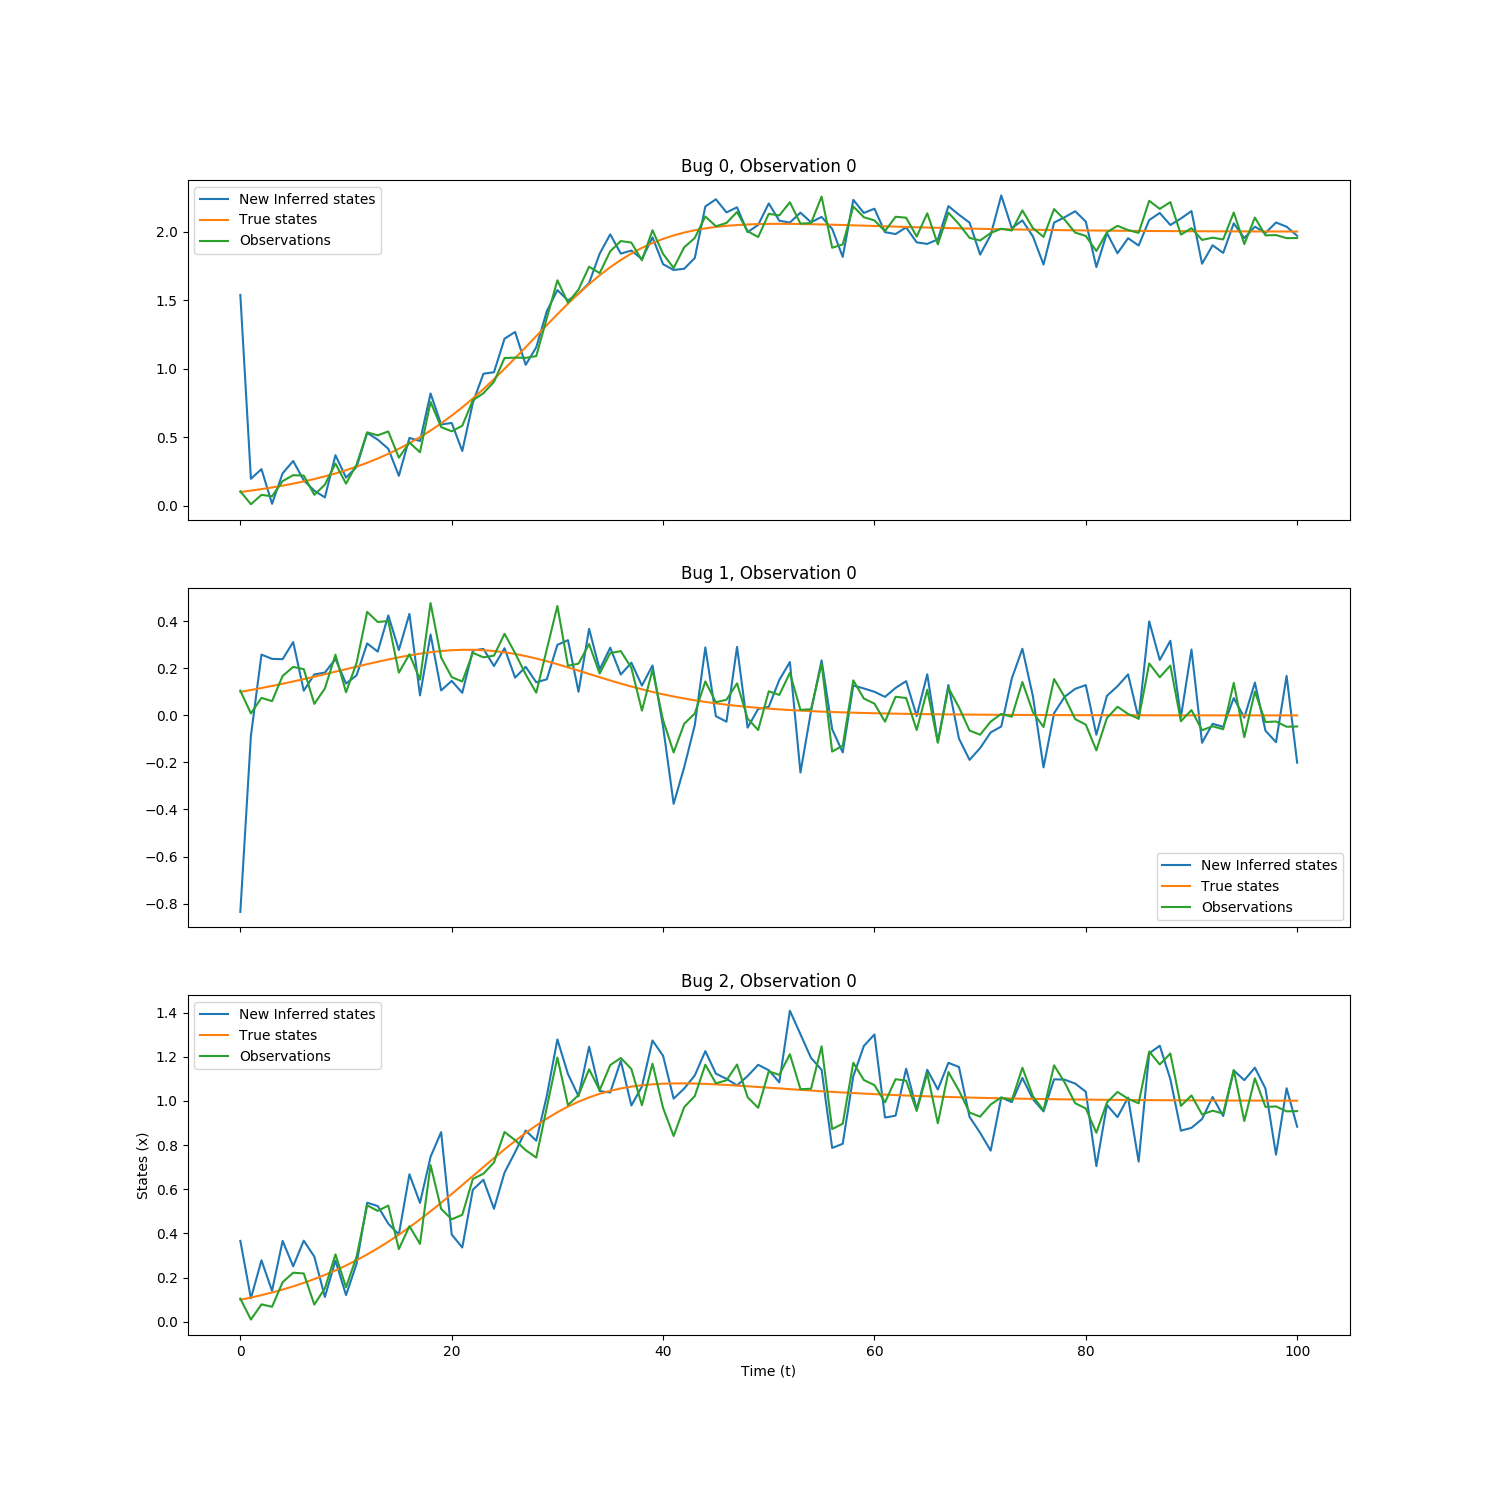 Bug 0, Observation 0
New Inferred states
True states
Observations
2.0
1.5
1.0
0.5
0.0
Bug 1, Observation 0
0.4
0.2
0.0
−0.2
−0.4
−0.6
−0.8
New Inferred states
True states
Observations
Bug 2, Observation 0
New Inferred states
True states
Observations
1.4
1.2
1.0
0.8
0.6
0.4
0.2
0.0
States (x)
0 20 40 60 80 100
Time (t)